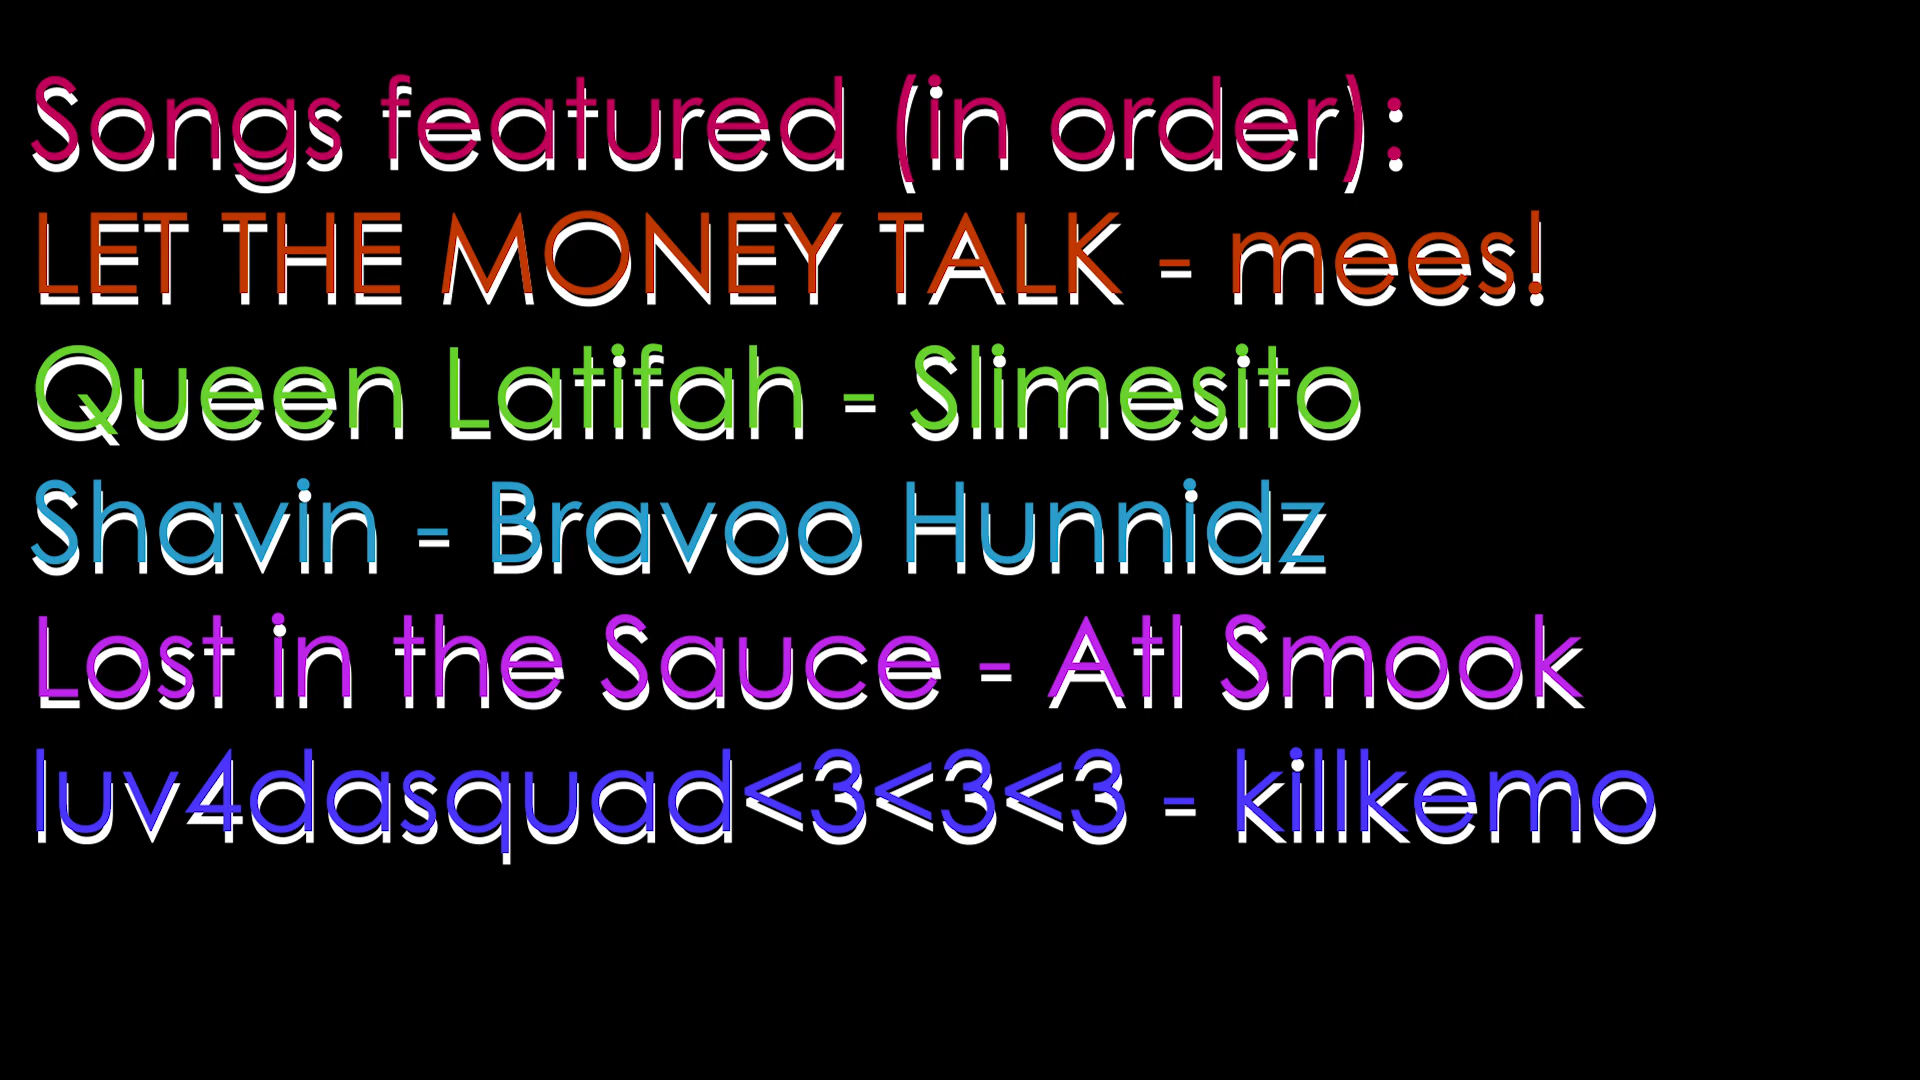 Songs featured (in order):
LET THE MONEY TALK - mees!
Queen Latifah - Slimesito
Shavin - Bravoo Hunnidz
Lost in the Sauce - Atl Smook
luv4dasquad<3<3<3 - killkemo